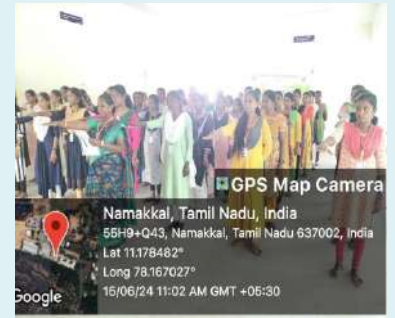 GPS Map Camera
Namakkal, Tamil Nadu, India
55H9+Q43, Namakkal, Tamil Nadu 637002, India
Lat 11.178482°
Long 78.167027°
15/06/24 11:02 AM GMT +05:30
Google